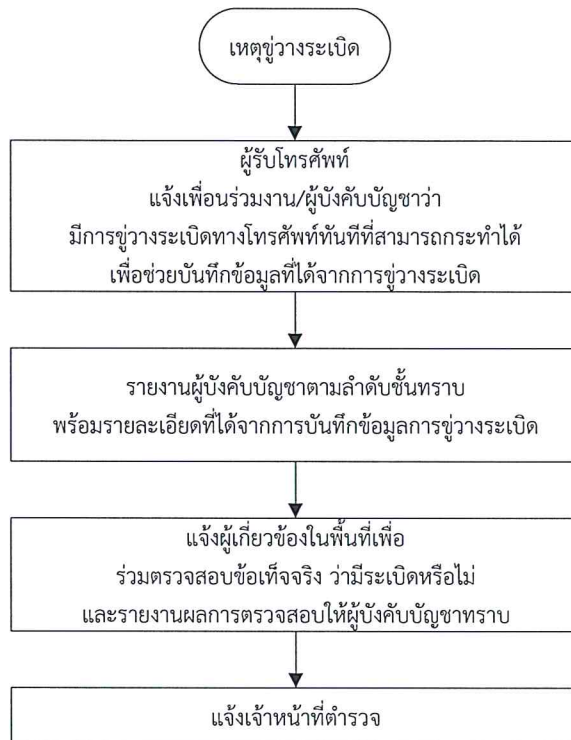 เหตุขู่วางระเบิด
ผู้รับโทรศัพท์
แจ้งเพื่อนร่วมงาน/ผู้บังคับบัญชาว่า
มีการขู่วางระเบิดทางโทรศัพท์ทันทีที่สามารถกระทำได้
เพื่อช่วยบันทึกข้อมูลที่ได้จากการขู่วางระเบิด
รายงานผู้บังคับบัญชาตามลำดับชั้นทราบ
พร้อมรายละเอียดที่ได้จากการบันทึกข้อมูลการขู่วางระเบิด
แจ้งผู้เกี่ยวข้องในพื้นที่เพื่อ
ร่วมตรวจสอบข้อเท็จจริง ว่ามีระเบิดหรือไม่
และรายงานผลการตรวจสอบให้ผู้บังคับบัญชาทราบ
แจ้งเจ้าหน้าที่ตำรวจ